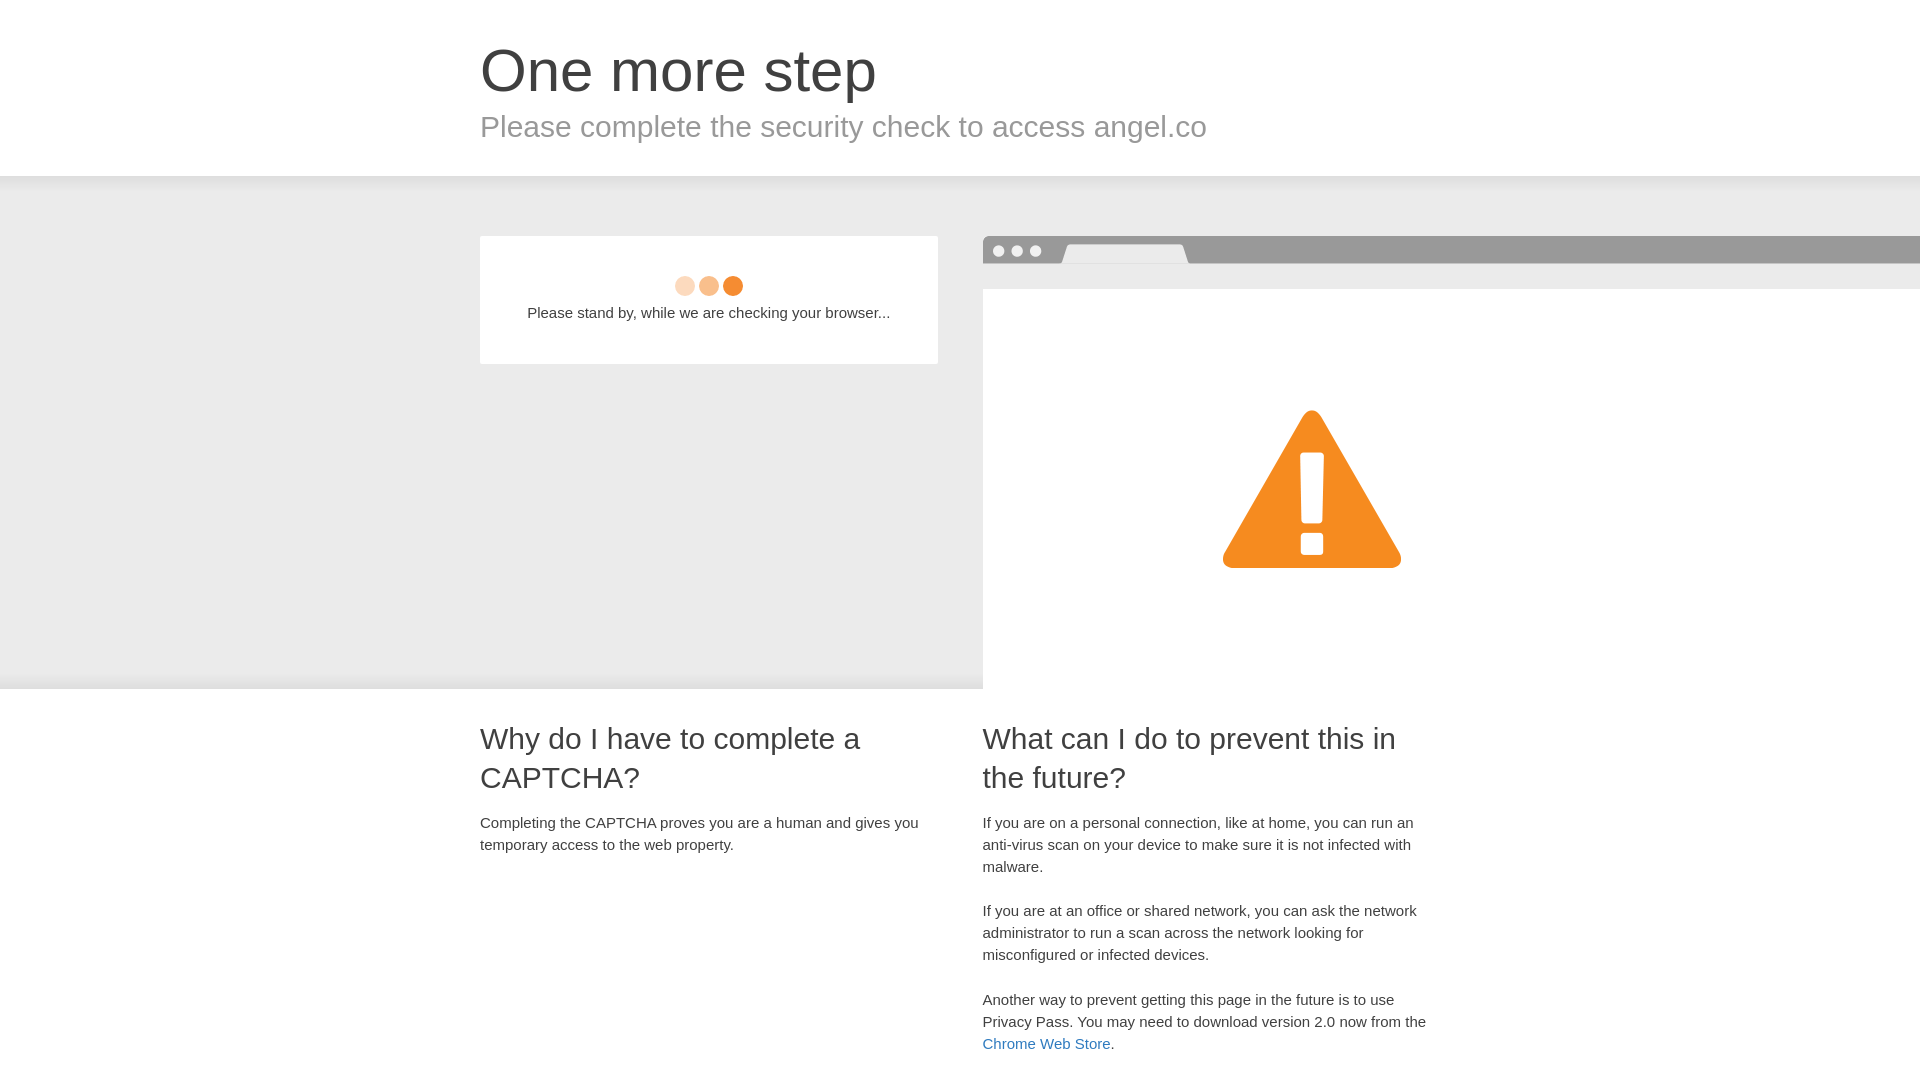 One more step
Please complete the security check to access angel.co
Please stand by, while we are checking your browser...
Why do I have to complete a
CAPTCHA?
Completing the CAPTCHA proves you are a human and gives you
temporary access to the web property.
What can I do to prevent this in
the future?
If you are on a personal connection, like at home, you can run an
anti-virus scan on your device to make sure it is not infected with
malware.
If you are at an office or shared network, you can ask the network
administrator to run a scan across the network looking for
misconfigured or infected devices.
Another way to prevent getting this page in the future is to use
Privacy Pass. You may need to download version 2.0 now from the
Chrome Web Store.